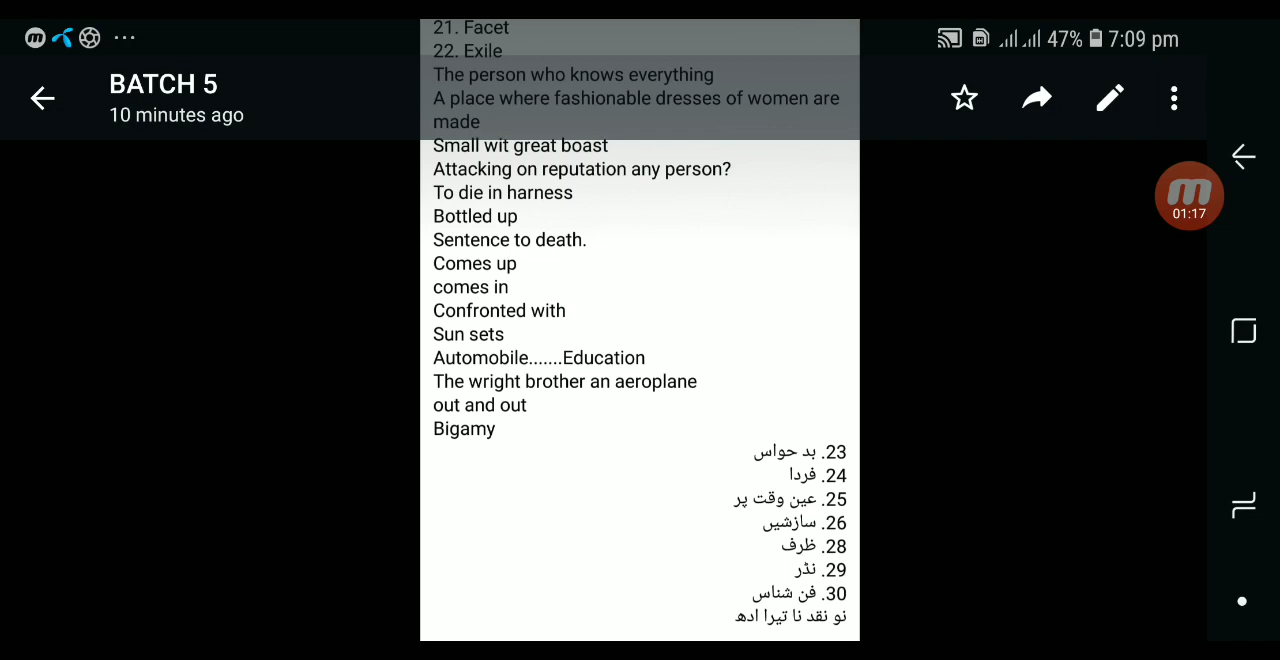 47% 7:09 pm
BATCH 5
10 minutes ago
01:17
21. Facet
22. Exile
The person who knows everything
A place where fashionable dresses of women are
made
Small wit great boast
Attacking on reputation any person?
To die in harness
Bottled up
Sentence to death.
Comes up
comes in
Confronted with
Sun sets
Automobile.......Education
The wright brother an aeroplane
out and out
Bigamy
23. بد حواس
24. فردا
25. عین وقت پر
26. سازشیں
28. ظرف
29. نڈر
30. فن شناس
نو نقد نا تیرا ادھ